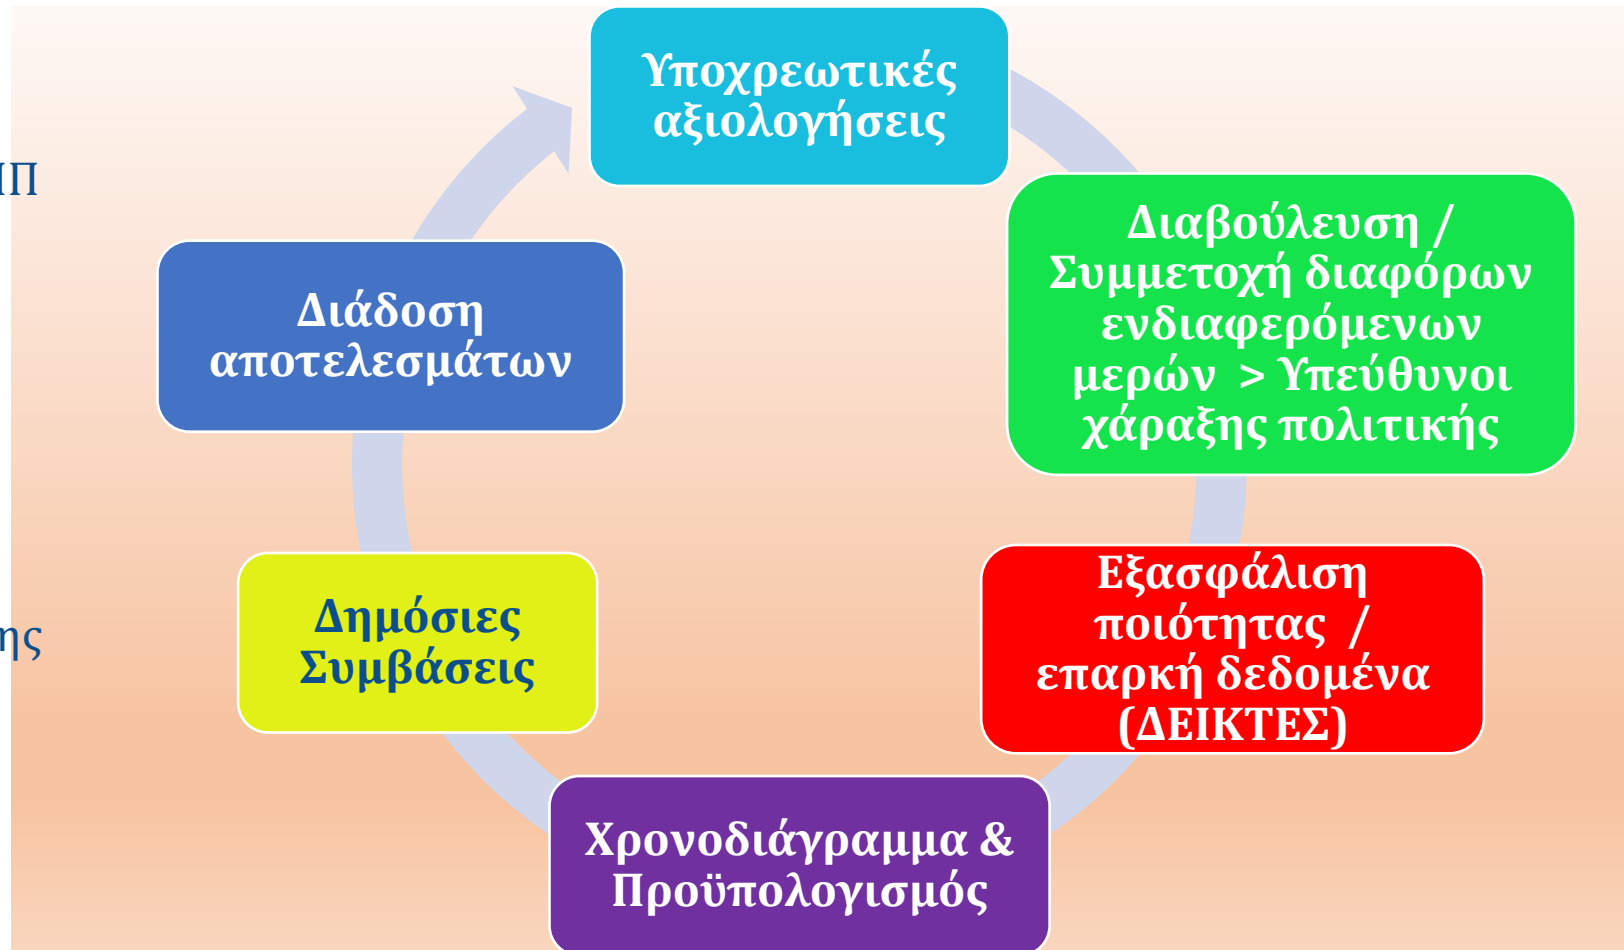 Υποχρεωτικές
αξιολογήσεις
Διαβούλευση /
Συμμετοχή διαφόρων
ενδιαφερόμενων
μερών > Υπεύθυνοι
χάραξης πολιτικής
Εξασφάλιση
ποιότητας /
επαρκή δεδομένα
(ΔΕΙΚΤΕΣ)
Χρονοδιάγραμμα &
Προϋπολογισμός
Δημόσιες
Συμβάσεις
Διάδοση
αποτελεσμάτων